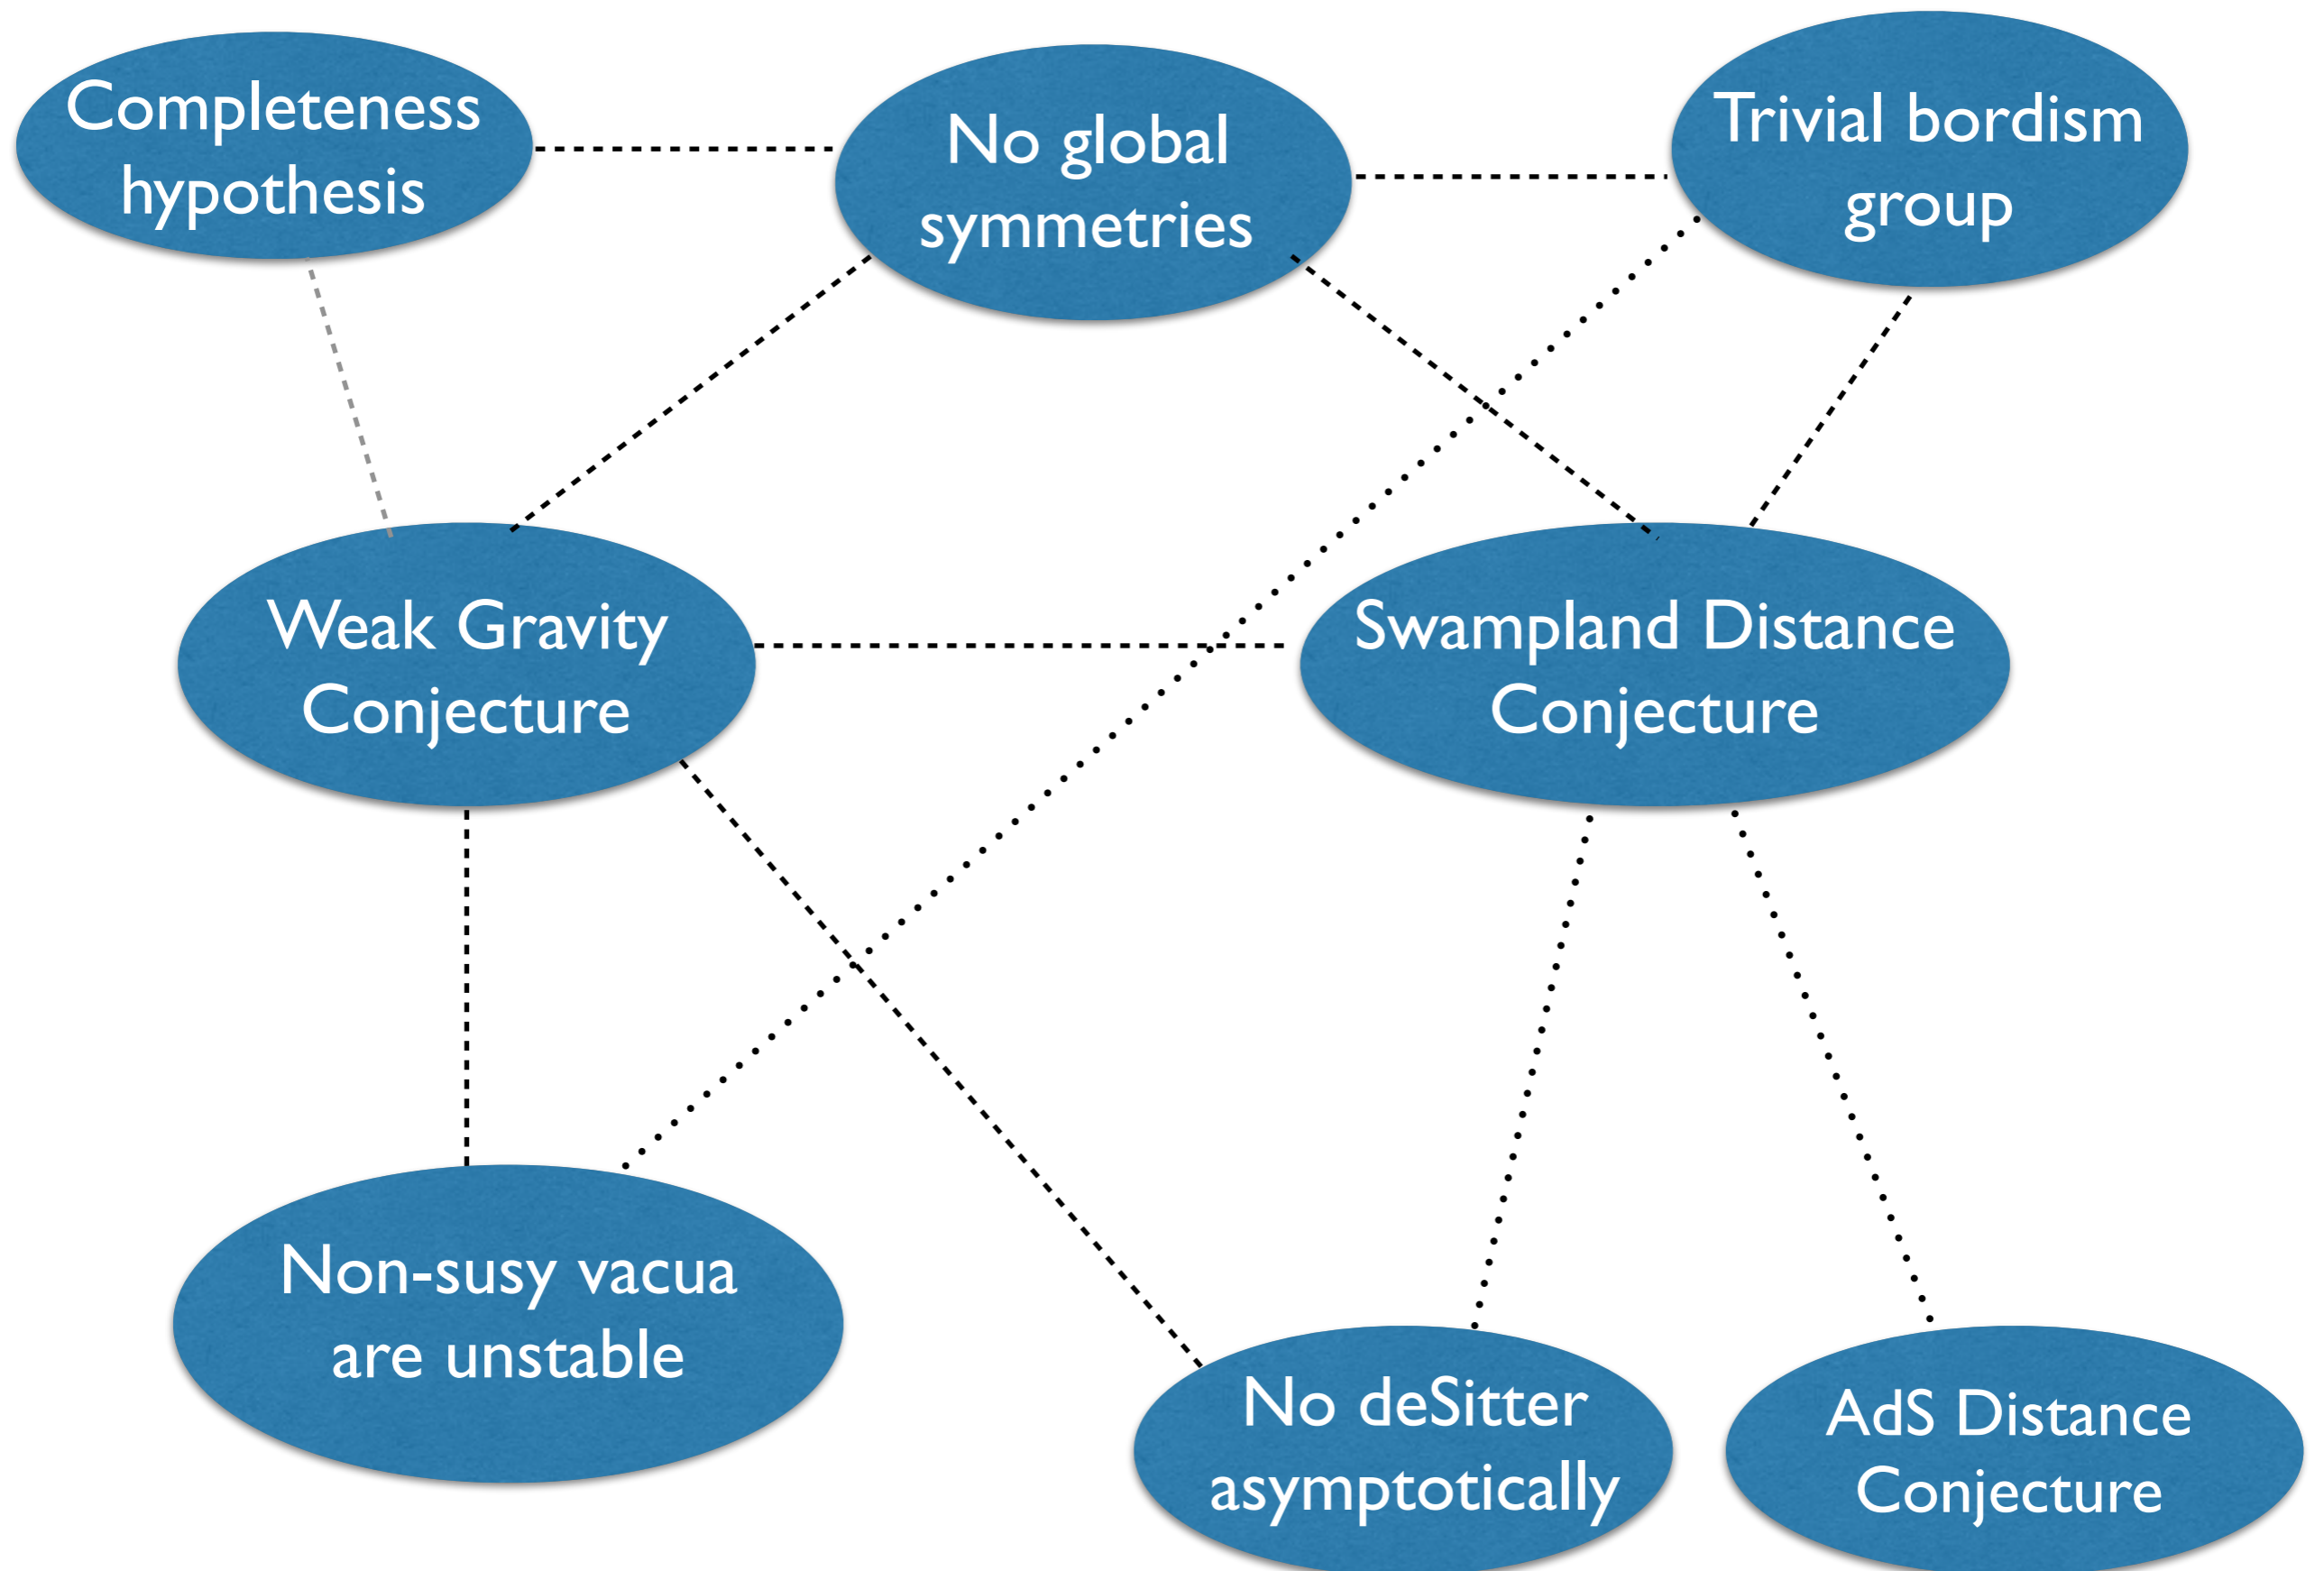 Completeness
hypothesis
No global
symmetries
Trivial bordism
group
Weak Gravity
Conjecture
Swampland Distance
Conjecture
Non-susy vacua
are unstable
No deSitter
asymptotically
AdS Distance
Conjecture